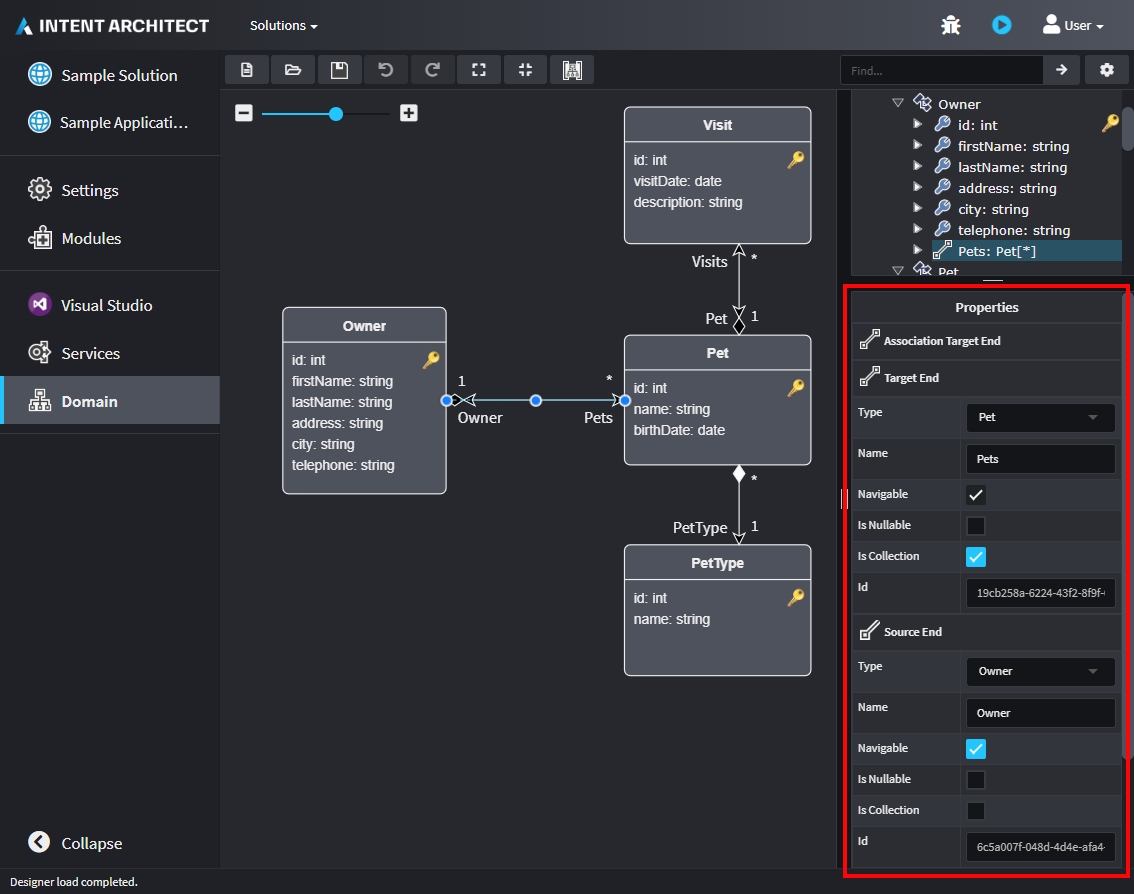 INTENT ARCHITECT
Solutions
User
Sample Solution
Sample Applicati...
Settings
Modules
Visual Studio
Services
Domain
Collapse
Designer load completed.
Find...
Visit
id: int
visitDate: date
description: string
Visits
*
Pet
1
Owner
id: int
firstName: string
lastName: string
address: string
city: string
telephone: string
1
Owner
*
Pets
Pet
id: int
name: string
birthDate: date
*
PetType
1
PetType
id: int
name: string
Owner
id: int
firstName: string
lastName: string
address: string
city: string
telephone: string
Pets: Pet[*]
Pet
Properties
Association Target End
Target End
Type
Pet
Name
Pets
Navigable
Is Nullable
Is Collection
Id
19cb258a-6224-43f2-8f9f-
Source End
Type
Owner
Name
Owner
Navigable
Is Nullable
Is Collection
Id
6c5a007f-048d-4d4e-afa4-